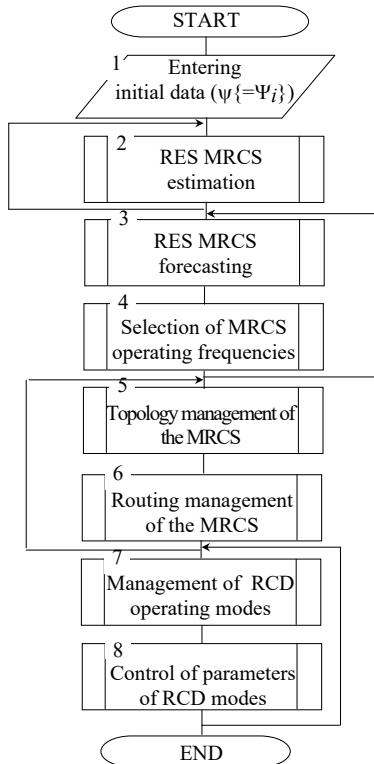 START
1
Entering
initial data (ψ{=Ψi})
2
RES MRCS
estimation
3
RES MRCS
forecasting
4
Selection of MRCS
operating frequencies
5
Topology management of
the MRCS
6
Routing management
of the MRCS
7
Management of RCD
operating modes
8
Control of parameters
of RCD modes
END